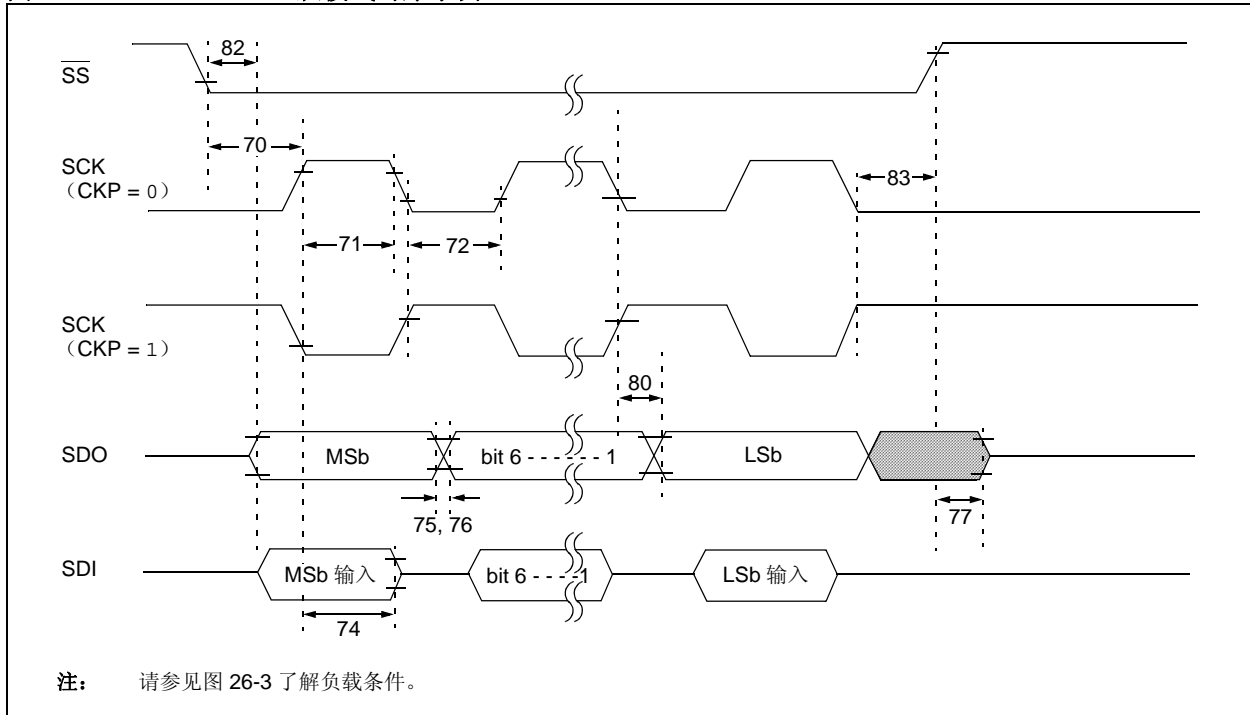 82
SS
70
SCK
（CKP = 0）
83
71
72
SCK
（CKP = 1）
80
SDO
MSb
bit 6 - - - - - - 1
LSb
75, 76
77
SDI
MSb 输入
bit 6 - - - -1
LSb 输入
74
注： 请参见图 26-3 了解负载条件。